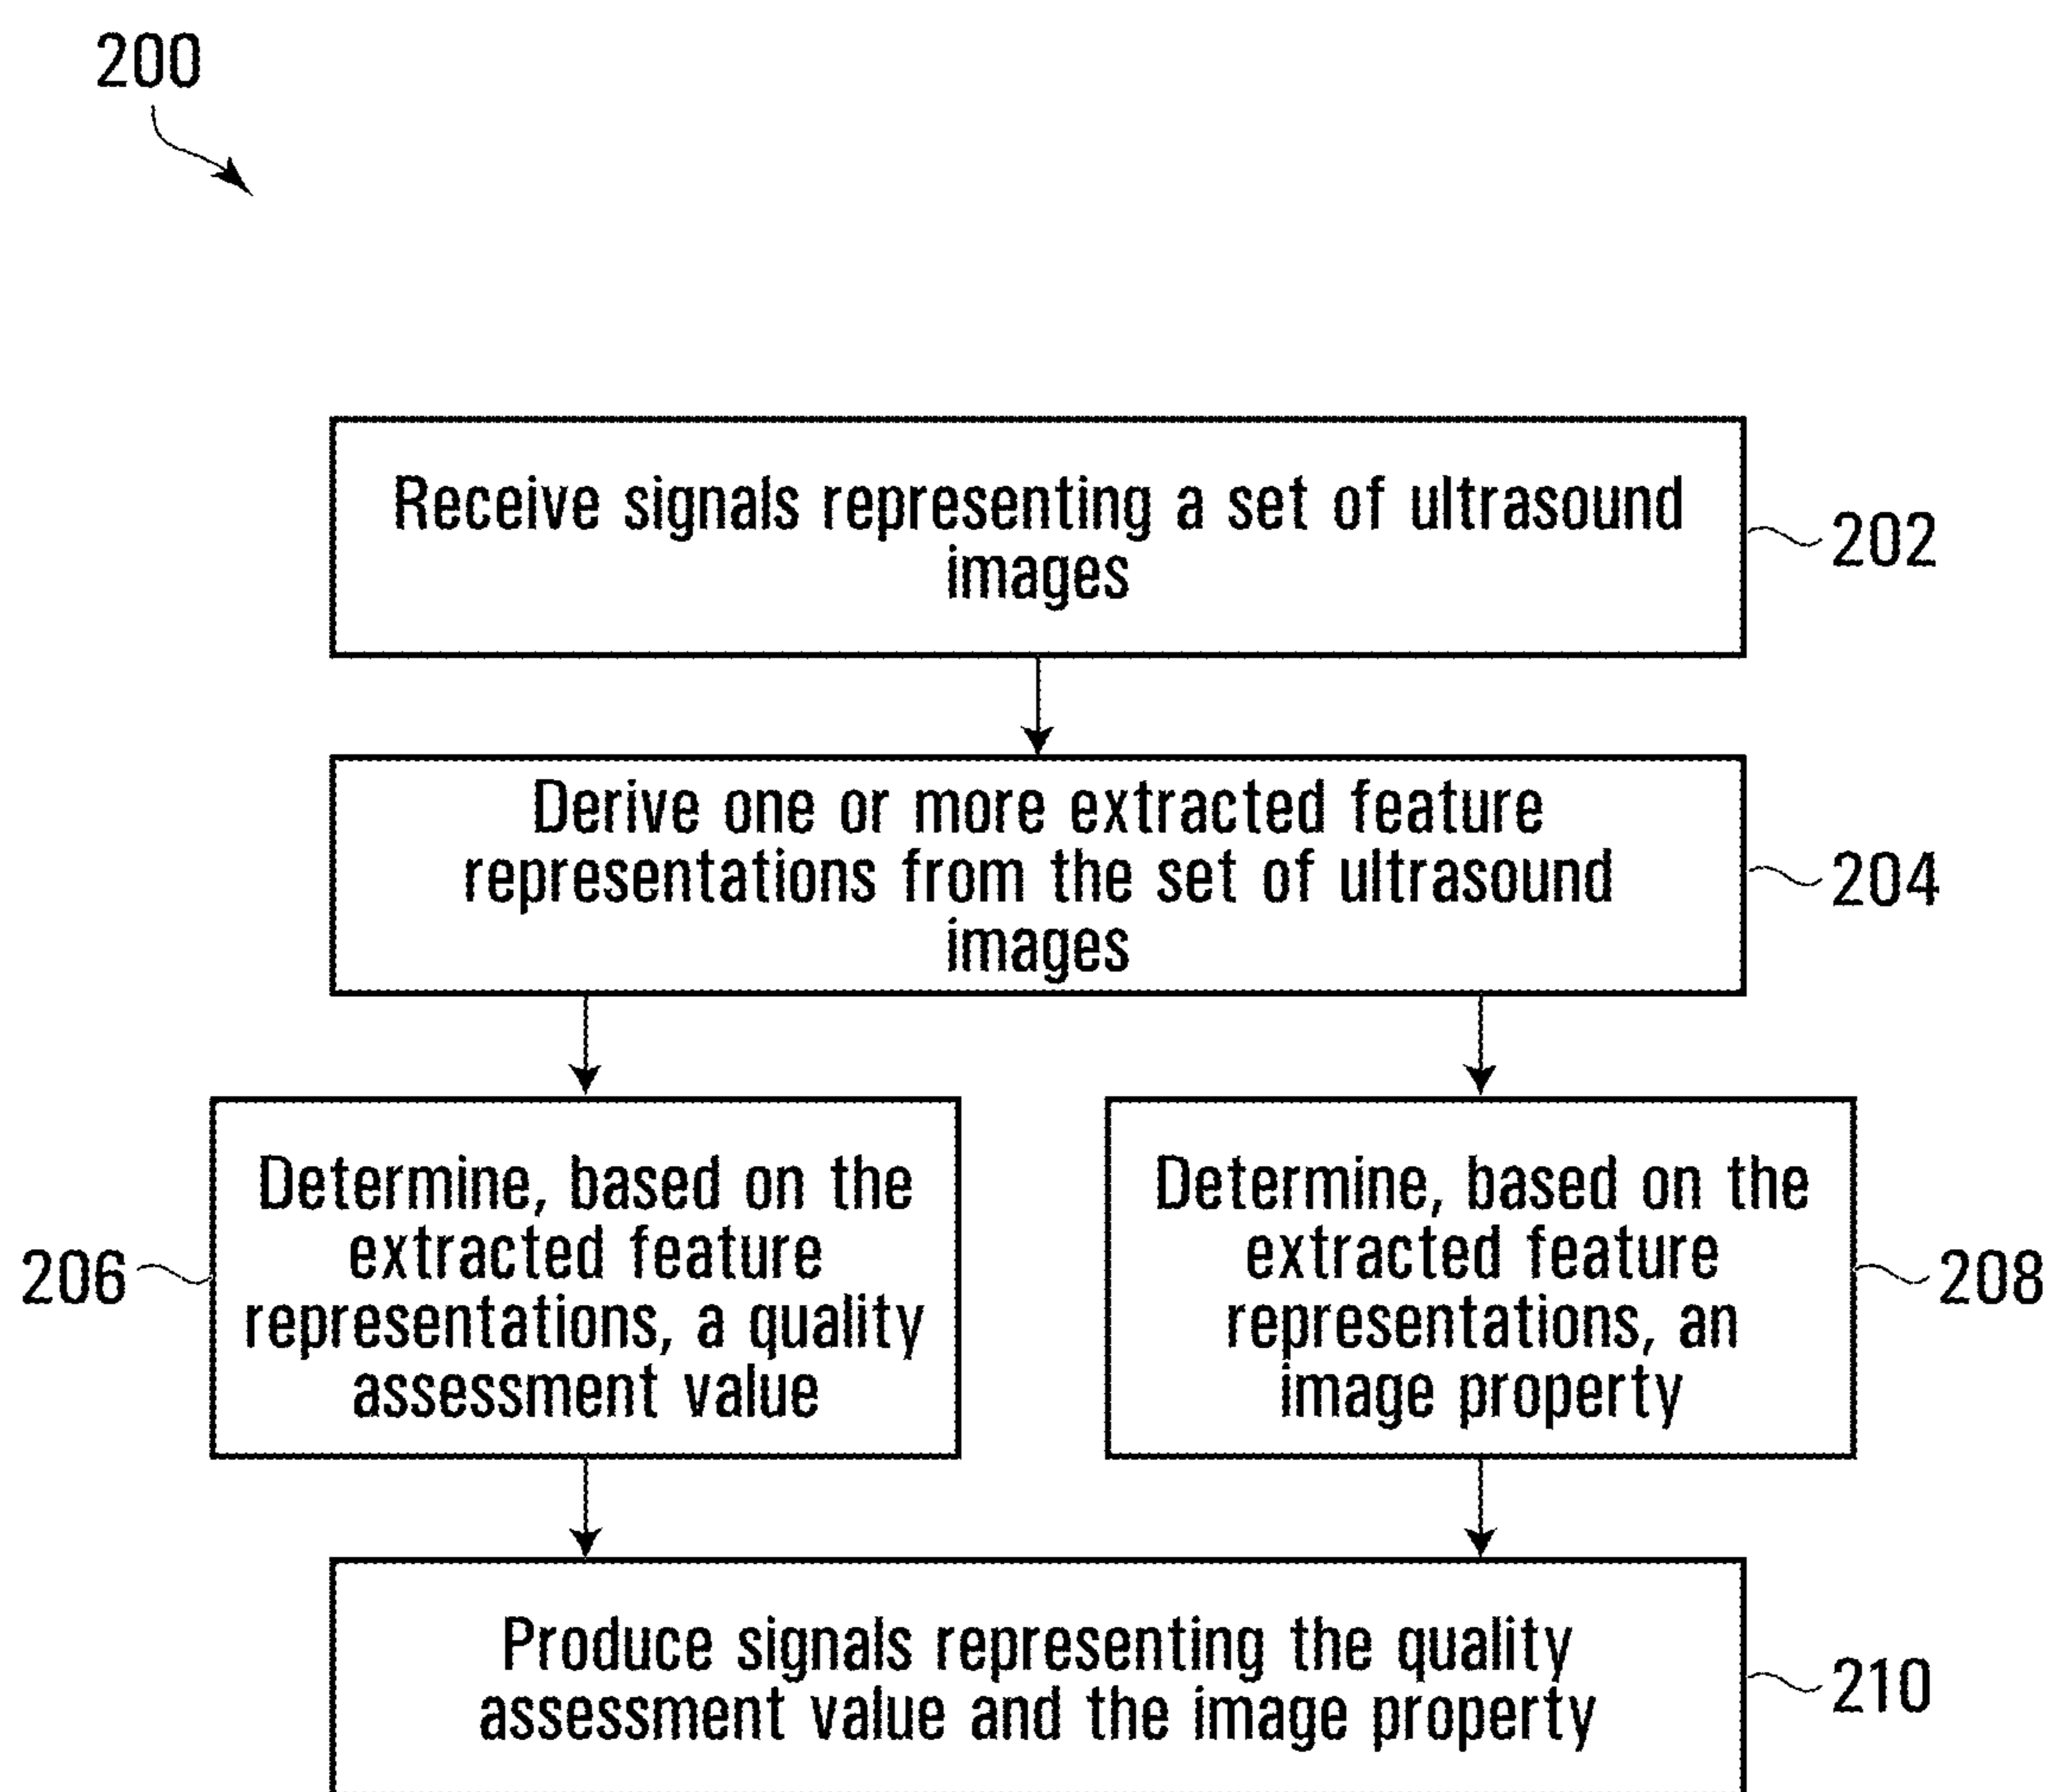 200
Receive signals representing a set of ultrasound
images
202
Derive one or more extracted feature
representations from the set of ultrasound
images
204
Determine, based on the
extracted feature
representations, a quality
assessment value
206
Determine, based on the
extracted feature
representations, an
image property
208
Produce signals representing the quality
assessment value and the image property
210